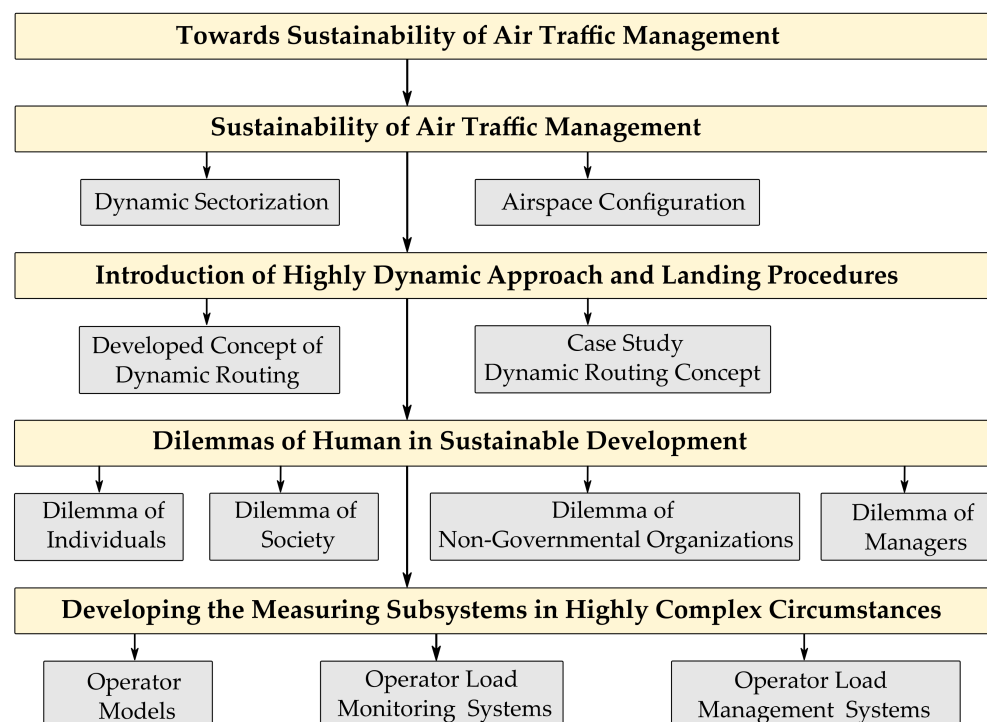 Towards Sustainability of Air Traffic Management
Sustainability of Air Traffic Management
Dynamic Sectorization
Airspace Configuration
Introduction of Highly Dynamic Approach and Landing Procedures
Developed Concept of
Dynamic Routing
Case Study
Dynamic Routing Concept
Dilemmas of Human in Sustainable Development
Dilemma of
Individuals
Dilemma of
Society
Dilemma of
Non-Governmental Organizations
Dilemma of
Managers
Developing the Measuring Subsystems in Highly Complex Circumstances
Operator
Models
Operator Load
Monitoring Systems
Operator Load
Management Systems